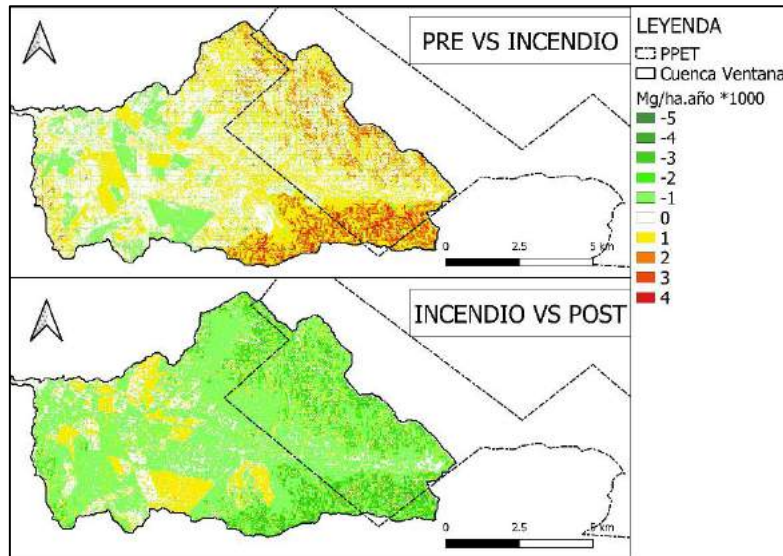 PRE VS INCENDIO
0 2.5 5 km
INCENDIO VS POST
0 2.5 5 km
LEYENDA
PPET
Cuenca Ventana
Mg/ha.año *1000
-5
-4
-3
-2
-1
0
1
2
3
4